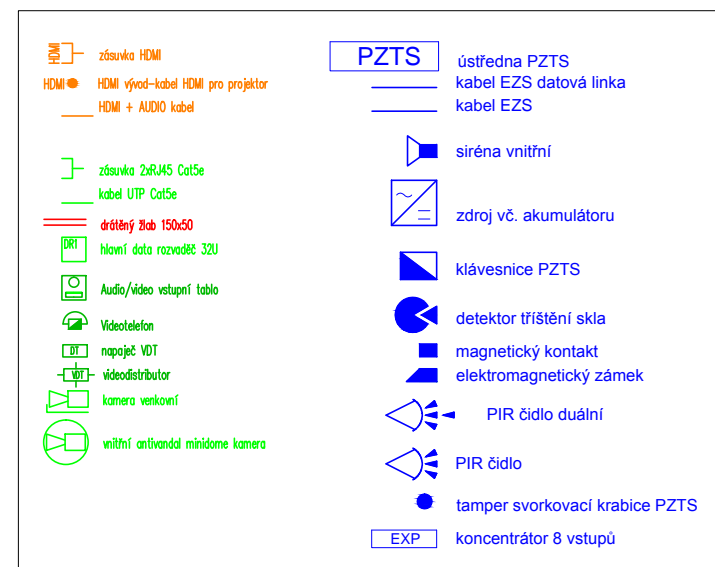 HDMI zásuvka HDMI
HDMI HDMI vývod-kabel HDMI pro projektor
HDMI + AUDIO kabel
zásuvka 2xRJ45 Cat5e
kabel UTP Cat5e
drátěný žlab 150x50
DR1 hlavní data rozvaděč 32U
Audio/video vstupní tablo
Videotelefon
DT napaječ VDT
VDT videodistributor
kamera venkovní
vnitřní antivandal minidome kamera
PZTS ústředna PZTS
kabel EZS datová linka
kabel EZS
siréna vnitřní
zdroj vč. akumulátoru
klávesnice PZTS
detektor tříštění skla
magnetický kontakt
elektromagnetický zámek
PIR čidlo duální
PIR čidlo
tamper svorkovací krabice PZTS
EXP koncentrátor 8 vstupů